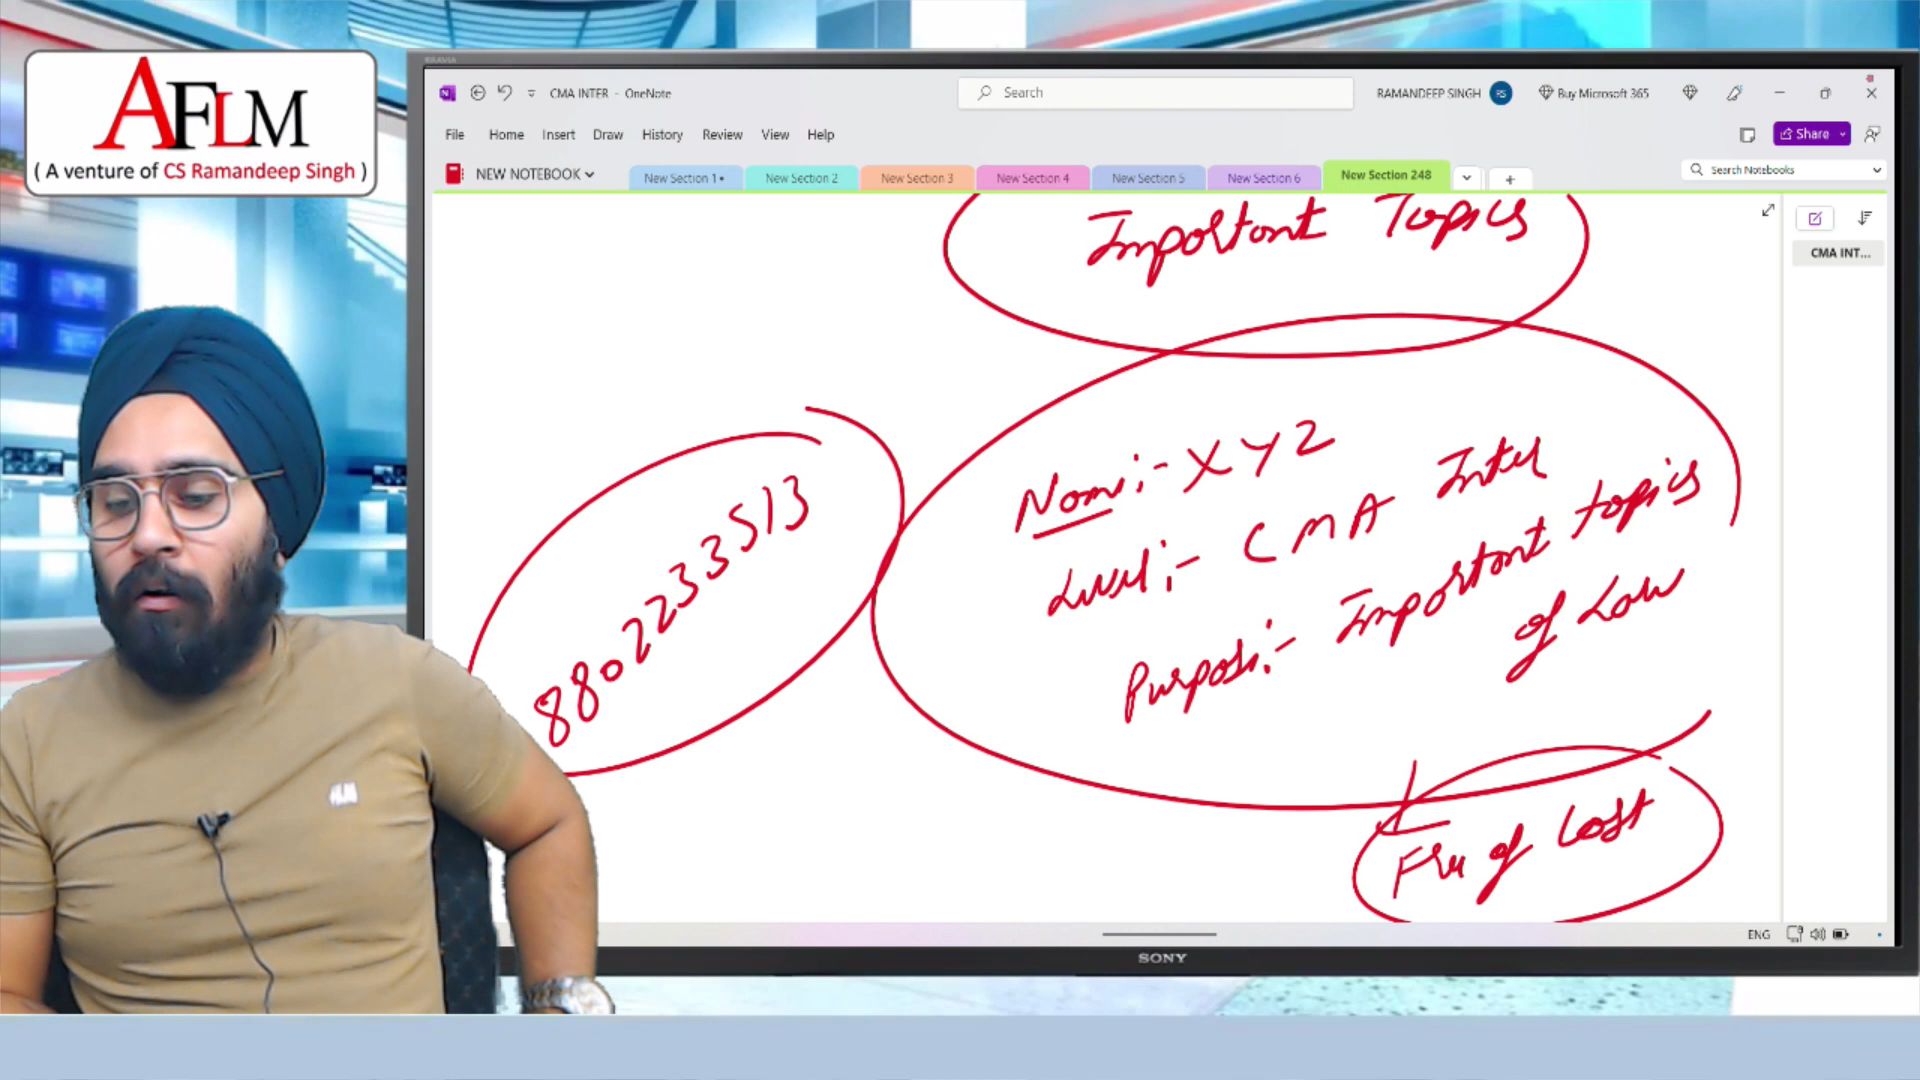 BRAVIA
AFLM
( A venture of CS Ramandeep Singh )
CMA INTER - OneNote
Search
RAMANDEEP SINGH
RS
Buy Microsoft 365
File Home Insert Draw History Review View Help
Share
NEW NOTEBOOK
New Section 1
New Section 2
New Section 3
New Section 4
New Section 5
New Section 6
New Section 248
Search Notebooks
CMA INT...
Important Topics
Name:- XYZ
Level:- CMA Inter
Purpose:- Important topics
of Law
8802233513
Free of Cost
ENG
SONY